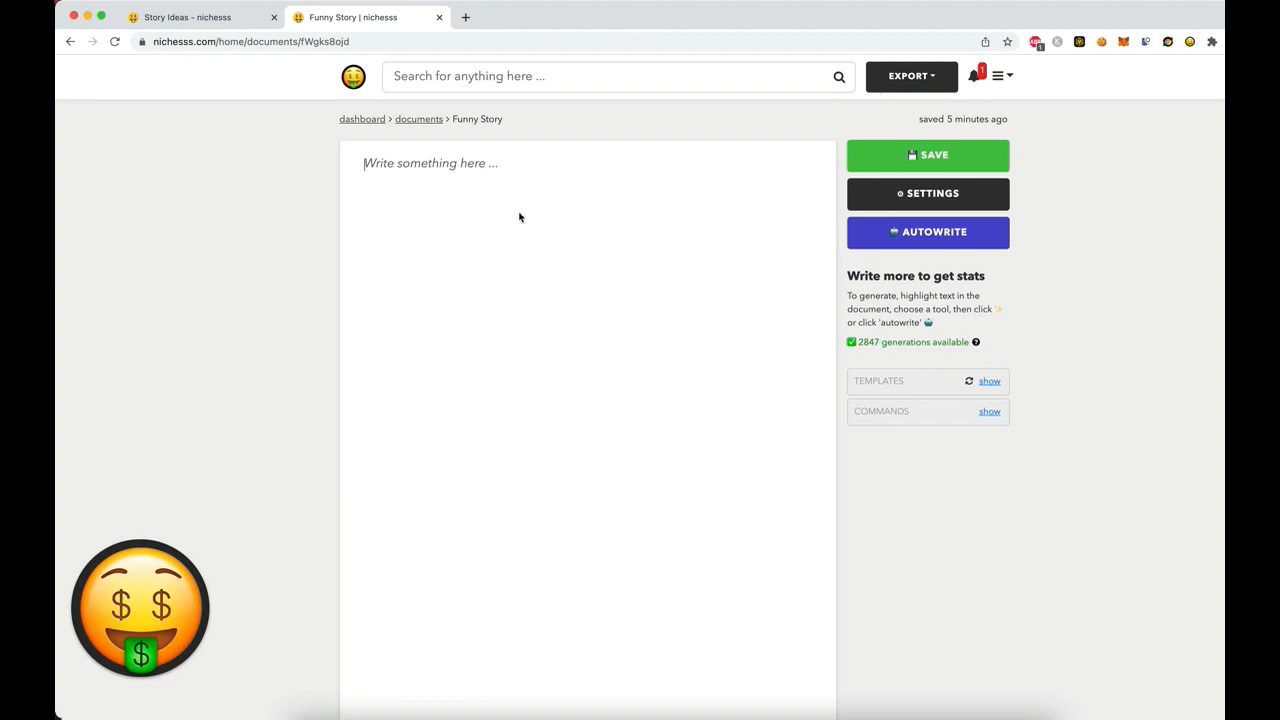 Story Ideas - nichesss
Funny Story | nichesss
nichesss.com/home/documents/fWgks8ojd
Search for anything here ...
EXPORT
1
1
dashboard > documents > Funny Story
saved 5 minutes ago
Write something here ...
SAVE
SETTINGS
AUTOWRITE
Write more to get stats
To generate, highlight text in the
document, choose a tool, then click ✨
or click 'autowrite' 🤖
✅ 2847 generations available ?
TEMPLATES show
COMMANDS show
$ $
$